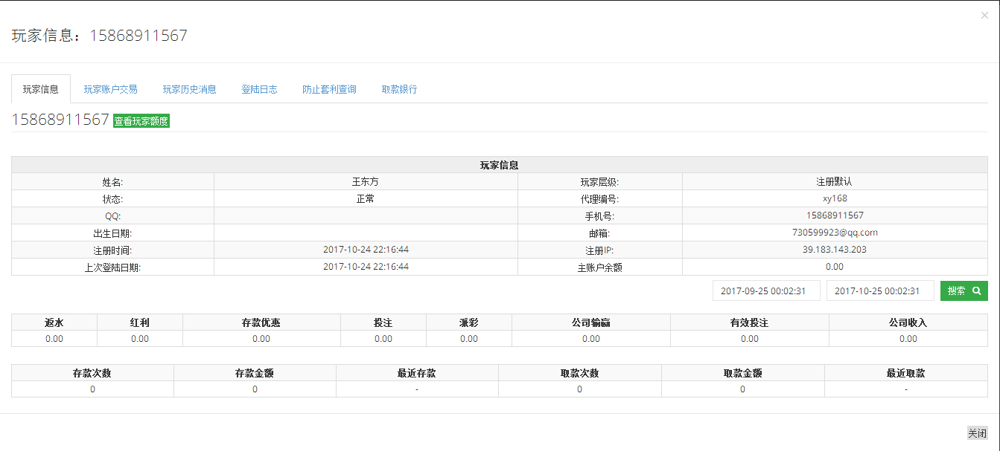 ×
玩家信息：15868911567
玩家信息 玩家账户交易 玩家历史消息 登陆日志 防止套利查询 取款银行
15868911567 查看玩家额度
玩家信息
姓名: 王东方 玩家层级: 注册默认
状态: 正常 代理编号: xy168
QQ: 手机号: 15868911567
出生日期: 邮箱: 730599923@qq.com
注册时间: 2017-10-24 22:16:44 注册IP: 39.183.143.203
上次登陆日期: 2017-10-24 22:16:44 主账户余额 0.00
2017-09-25 00:02:31 2017-10-25 00:02:31 搜索
返水 红利 存款优惠 投注 派彩 公司输赢 有效投注 公司收入
0.00 0.00 0.00 0.00 0.00 0.00 0.00 0.00
存款次数 存款金额 最近存款 取款次数 取款金额 最近取款
0 0 - 0 0 -
关闭